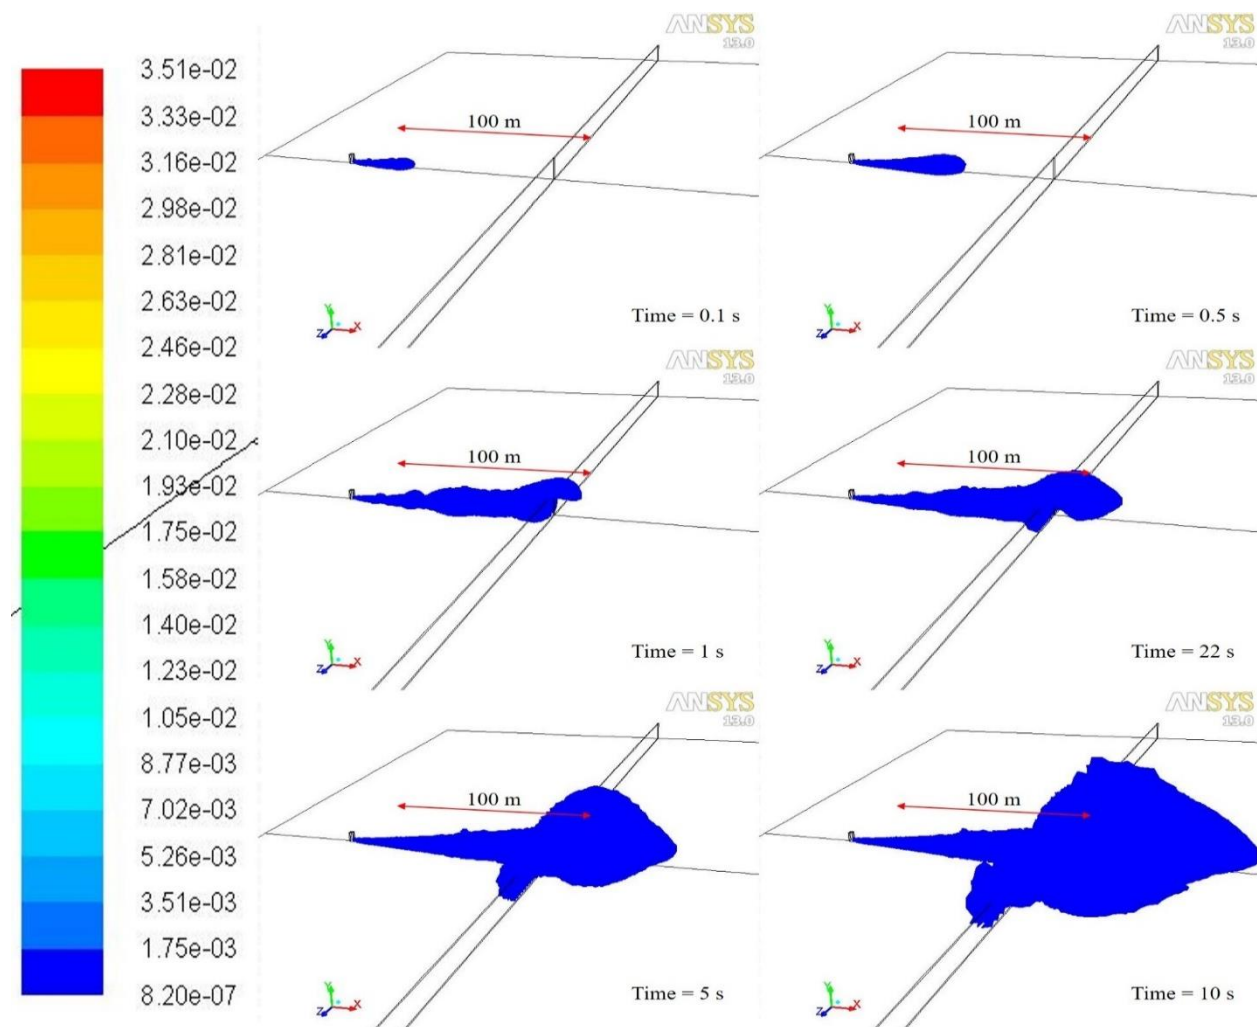 3.51e-02
3.33e-02
3.16e-02
2.98e-02
2.81e-02
2.63e-02
2.46e-02
2.28e-02
2.10e-02
1.93e-02
1.75e-02
1.58e-02
1.40e-02
1.23e-02
1.05e-02
8.77e-03
7.02e-03
5.26e-03
3.51e-03
1.75e-03
8.20e-07
ANSYS
13.0
100 m
Y
Z
X
Time = 0.1 s
ANSYS
13.0
100 m
Y
Z
X
Time = 0.5 s
ANSYS
13.0
100 m
Y
Z
X
Time = 1 s
ANSYS
13.0
100 m
Y
Z
X
Time = 22 s
ANSYS
13.0
100 m
Y
Z
X
Time = 5 s
ANSYS
13.0
100 m
Y
Z
X
Time = 10 s